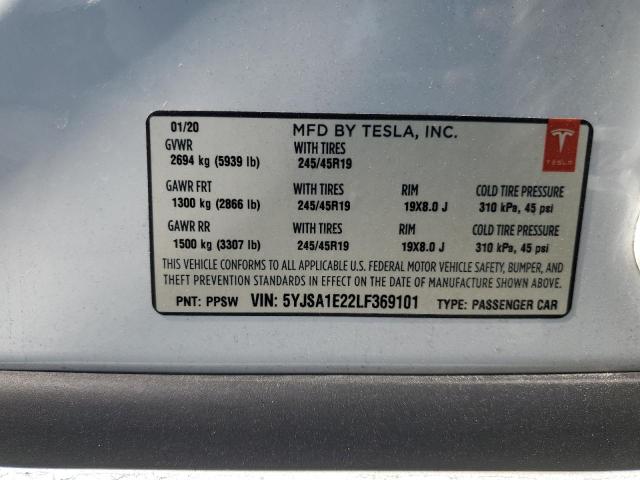 01/20 MFD BY TESLA, INC.
GVWR WITH TIRES
2694 kg (5939 lb) 245/45R19
TESLA
GAWR FRT WITH TIRES RIM COLD TIRE PRESSURE
1300 kg (2866 lb) 245/45R19 19X8.0 J 310 kPa, 45 psi
GAWR RR WITH TIRES RIM COLD TIRE PRESSURE
1500 kg (3307 lb) 245/45R19 19X8.0 J 310 kPa, 45 psi
THIS VEHICLE CONFORMS TO ALL APPLICABLE U.S. FEDERAL MOTOR VEHICLE SAFETY, BUMPER, AND
THEFT PREVENTION STANDARDS IN EFFECT ON THE DATE OF MANUFACTURE SHOWN ABOVE.
PNT: PPSW VIN: 5YJSA1E22LF369101 TYPE: PASSENGER CAR